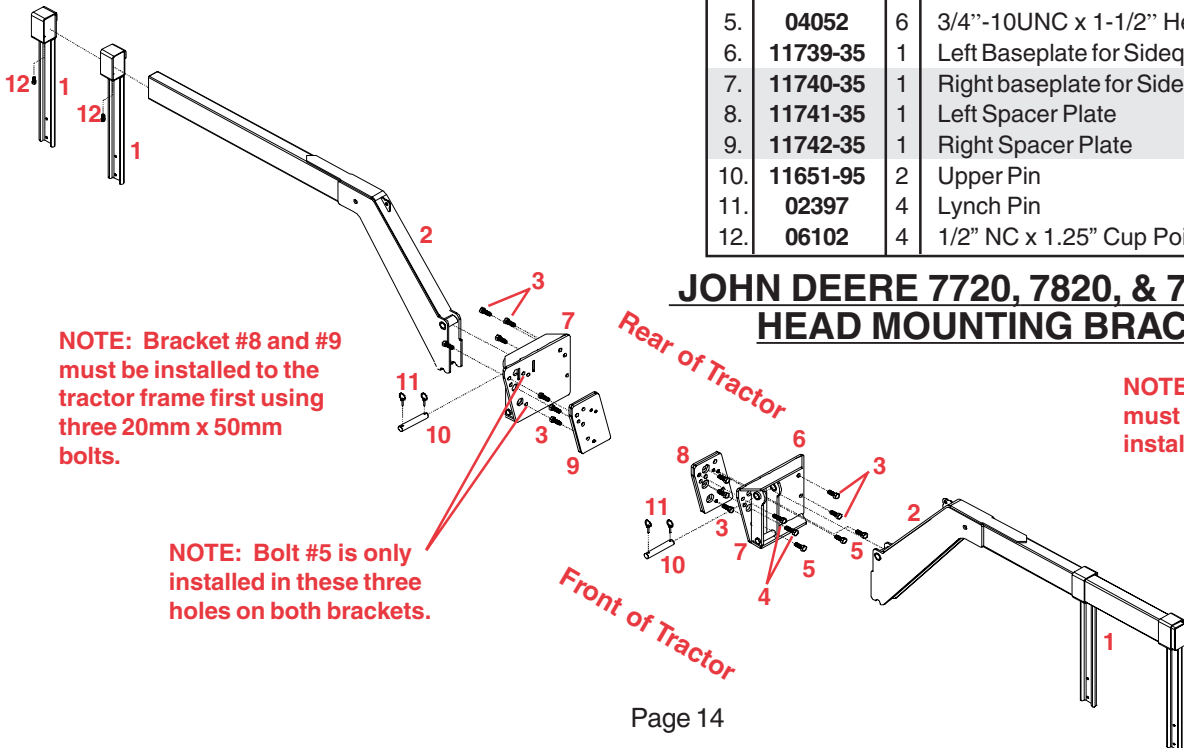 5. 04052 6 3/4”-10UNC x 1-1/2”
6. 11739-35 1 Left Baseplate for
7. 11740-35 1 Right baseplate for
8. 11741-35 1 Left Spacer Plate
9. 11742-35 1 Right Spacer Plate
10. 11651-95 2 Upper Pin
11. 02397 4 Lynch Pin
12. 06102 4 1/2” NC x 1.25” Cup
JOHN DEERE 7720, 7820, &
HEAD MOUNTING
12
1
12
1
2
3
7
NOTE: Bracket #8 and #9
must be installed to the
tractor frame first using
three 20mm x 50mm
bolts.
11
10
3
9
Rear of Tractor
NOTE
must
6
8
3
2
11
3
7
5
10
5
4
NOTE: Bolt #5 is only
installed in these three
holes on both brackets.
Front of Tractor
1
Page 14